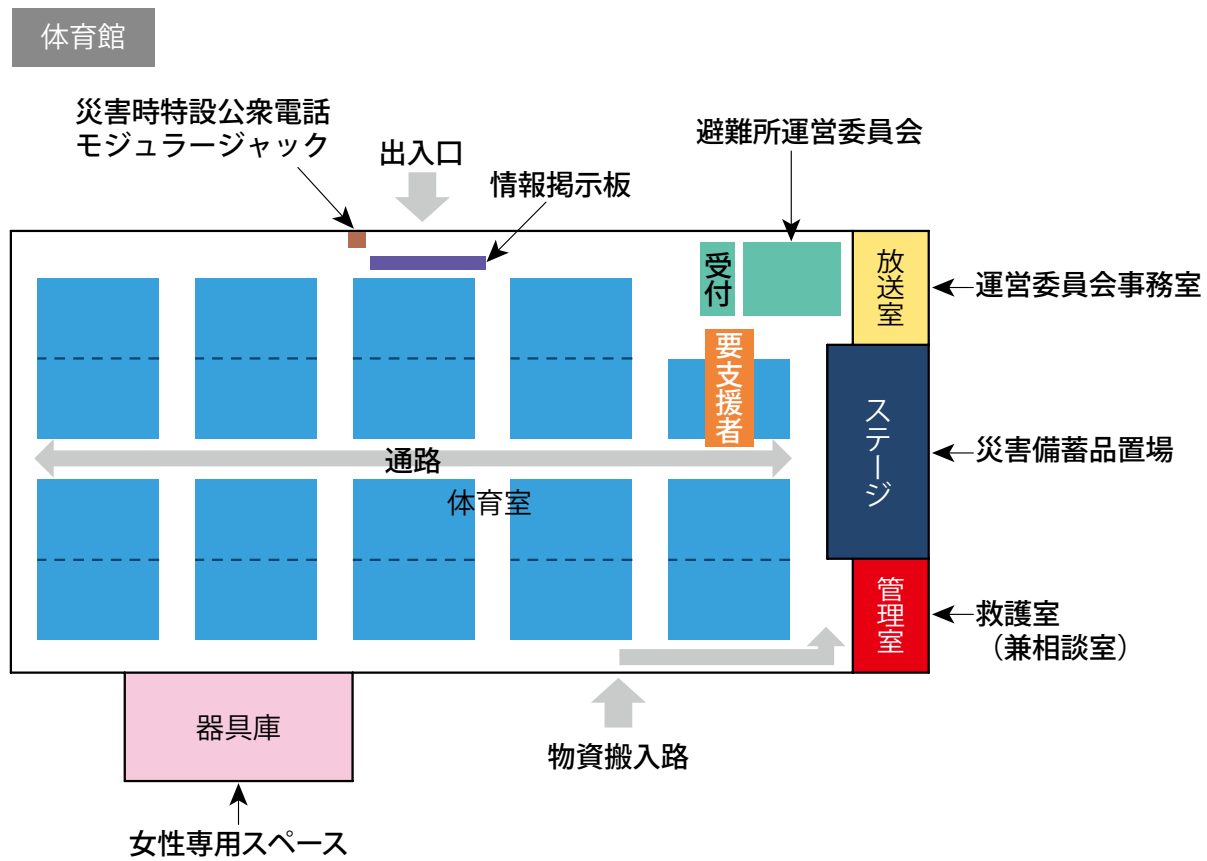 体育館
災害時特設公衆電話
モジュラージャック
出入口
情報掲示板
避難所運営委員会
受付
放送室
運営委員会事務室
要支援者
ステージ
災害備蓄品置場
通路
体育室
管理室
救護室
（兼相談室）
器具庫
物資搬入路
女性専用スペース